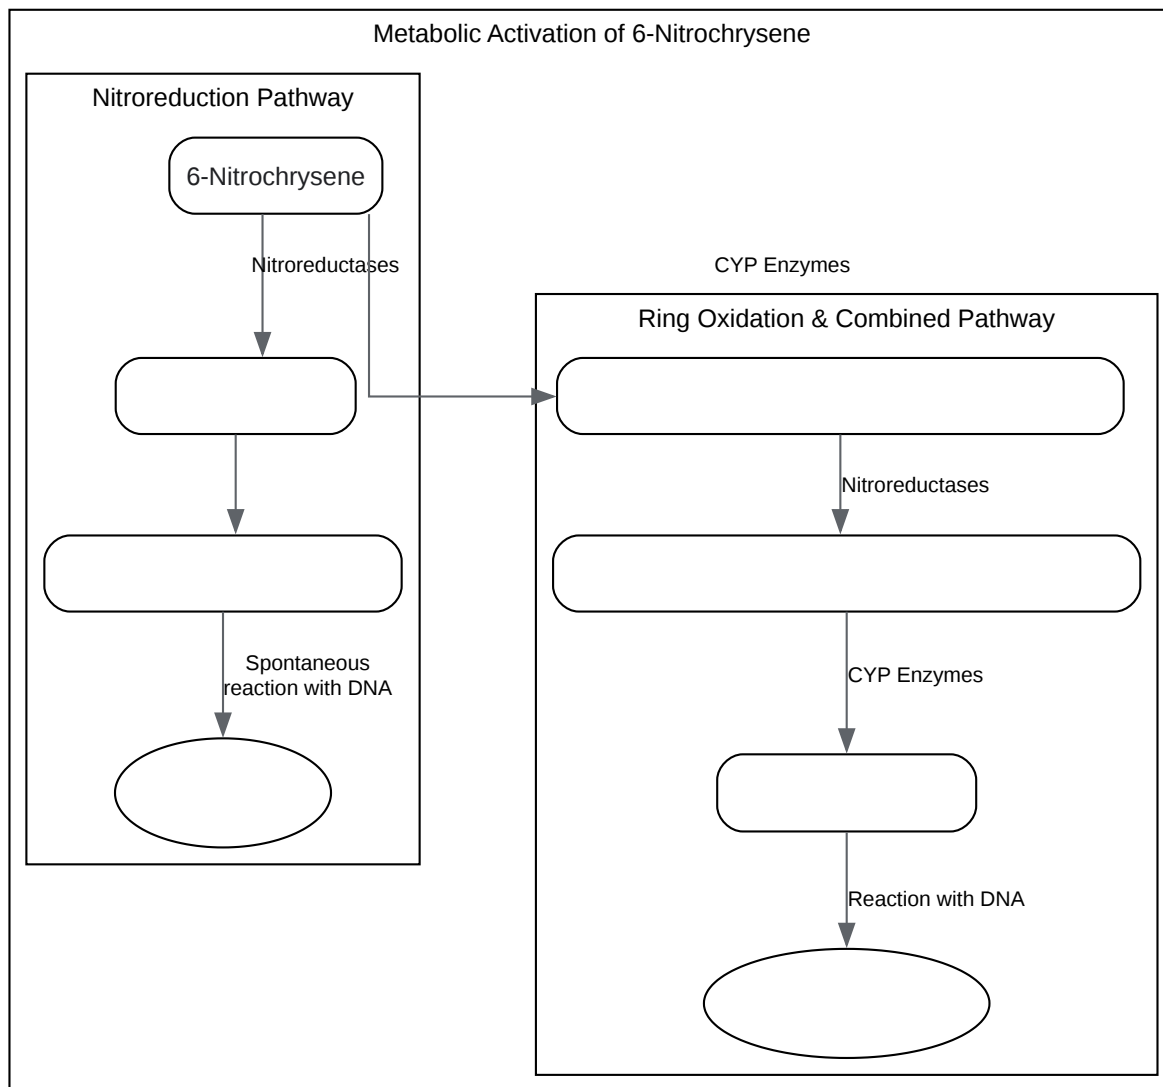 Metabolic Activation of 6-Nitrochrysene
Nitroreduction Pathway
6-Nitrochrysene
Nitroreductases
CYP Enzymes
Ring Oxidation & Combined Pathway
Nitroreductases
Spontaneous
reaction with DNA
CYP Enzymes
Reaction with DNA